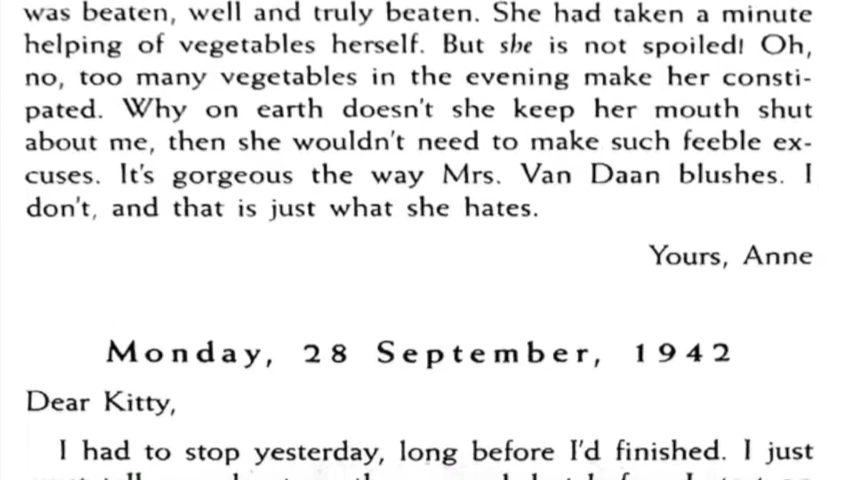 was beaten, well and truly beaten. She had taken a minute
helping of vegetables herself. But she is not spoiled! Oh,
no, too many vegetables in the evening make her consti-
pated. Why on earth doesn't she keep her mouth shut
about me, then she wouldn't need to make such feeble ex-
cuses. It's gorgeous the way Mrs. Van Daan blushes. I
don't, and that is just what she hates.
Yours, Anne
Monday, 28 September, 1942
Dear Kitty,
I had to stop yesterday, long before I'd finished. I just